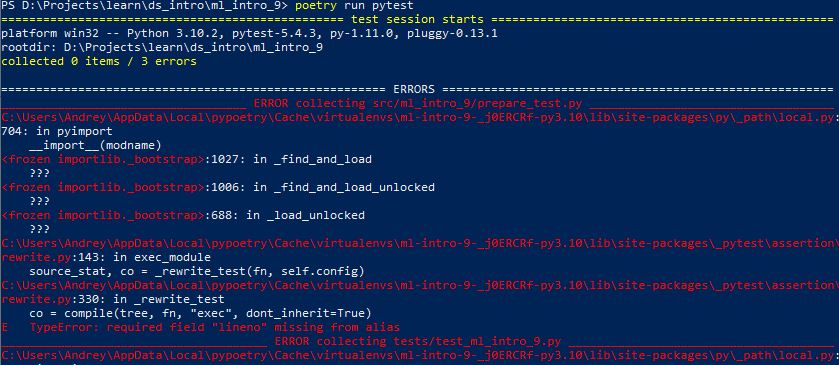 PS D:\Projects\learn\ds_intro\ml_intro_9> poetry run pytest
================================================= test session starts =================================================
platform win32 -- Python 3.10.2, pytest-5.4.3, py-1.11.0, pluggy-0.13.1
rootdir: D:\Projects\learn\ds_intro\ml_intro_9
collected 0 items / 3 errors
======================================================= ERRORS ========================================================
___________________________________ ERROR collecting src/ml_intro_9/prepare_test.py ___________________________________
C:\Users\Andrey\AppData\Local\pypoetry\Cache\virtualenvs\ml-intro-9-_j0ERCRf-py3.10\lib\site-packages\py\_path\local.py:
704: in pyimport
    __import__(modname)
<frozen importlib._bootstrap>:1027: in _find_and_load
    ???
<frozen importlib._bootstrap>:1006: in _find_and_load_unlocked
    ???
<frozen importlib._bootstrap>:688: in _load_unlocked
    ???
C:\Users\Andrey\AppData\Local\pypoetry\Cache\virtualenvs\ml-intro-9-_j0ERCRf-py3.10\lib\site-packages\_pytest\assertion\
rewrite.py:143: in exec_module
    source_stat, co = _rewrite_test(fn, self.config)
C:\Users\Andrey\AppData\Local\pypoetry\Cache\virtualenvs\ml-intro-9-_j0ERCRf-py3.10\lib\site-packages\_pytest\assertion\
rewrite.py:330: in _rewrite_test
    co = compile(tree, fn, "exec", dont_inherit=True)
E   TypeError: required field "lineno" missing from alias
______________________________________ ERROR collecting tests/test_ml_intro_9.py ______________________________________
C:\Users\Andrey\AppData\Local\pypoetry\Cache\virtualenvs\ml-intro-9-_j0ERCRf-py3.10\lib\site-packages\py\_path\local.py: